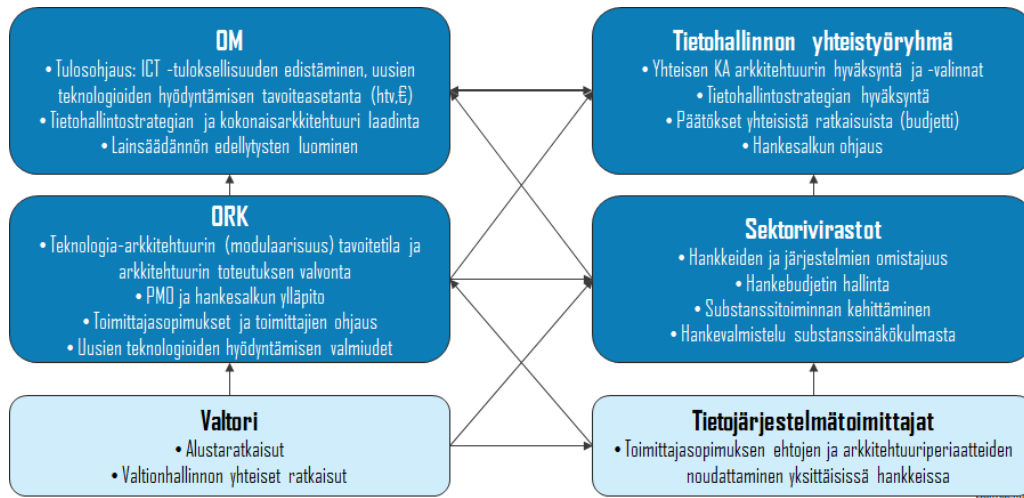 OM
• Tulosohjaus: ICT -tuloksellisuuden edistäminen, uusien
teknologioiden hyödyntämisen tavoiteasetanta (htv,€)
• Tietohallintostrategian ja kokonaisarkkitehtuuri laadinta
• Lainsäädännön edellytysten luominen
Tietohallinnon yhteistyöryhmä
• Yhteisen KA arkkitehtuurin hyväksyntä ja -valinnat
• Tietohallintostrategian hyväksyntä
• Päätökset yhteisistä ratkaisuista (budjetti)
• Hankesalkun ohjaus
ORK
• Teknologia-arkkitehtuurin (modulaarisuus) tavoitetila ja
arkkitehtuurin toteutuksen valvonta
• PMO ja hankesalkun ylläpito
• Toimittajasopimukset ja toimittajien ohjaus
• Uusien teknologioiden hyödyntämisen valmiudet
Sektorivirastot
• Hankkeiden ja järjestelmien omistajuus
• Hankebudjetin hallinta
• Substanssitoiminnan kehittäminen
• Hankevalmistelu substanssinäkökulmasta
Valtori
• Alustaratkaisut
• Valtionhallinnon yhteiset ratkaisut
Tietojärjestelmätoimittajat
• Toimittajasopimuksen ehtojen ja arkkitehtuuriperiaatteiden
noudattaminen yksittäisissä hankkeissa